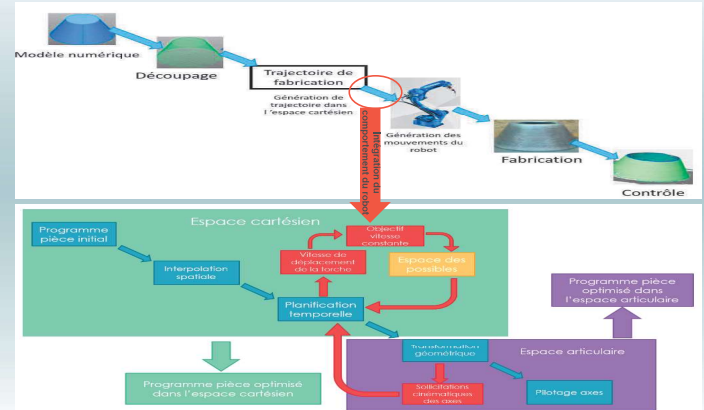 Modèle numérique
Découpage
Trajectoire de
fabrication
Génération de
trajectoire dans
l'espace cartésien
Intégration du
comportement du robot
Génération des
mouvements du
robot
Fabrication
Contrôle
Espace cartésien
Programme
pièce initial
Interpolation
spatiale
Objectif
vitesse
constante
Vitesse de
déplacement
de la torche
Espace des
possibles
Planification
temporelle
Programme pièce
optimisé dans
l'espace articulaire
Transformation
géométrique
Espace articulaire
Programme pièce optimisé
dans l'espace cartésien
Sollicitations
cinématiques
des axes
Pilotage axes